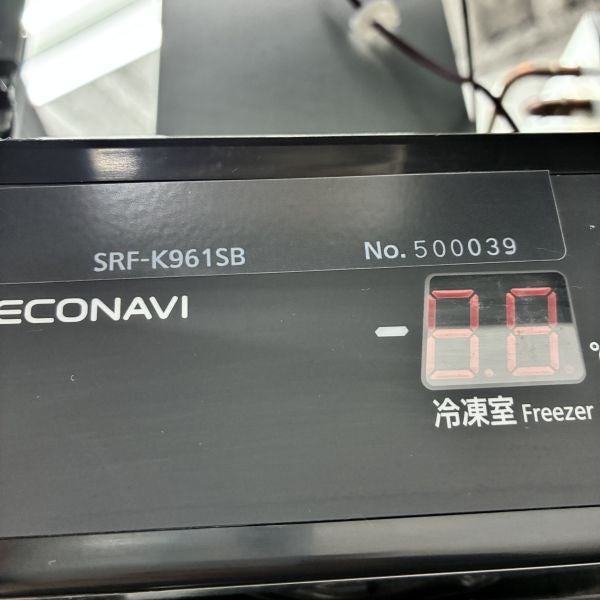 SRF-K961SB
No. 500039
ECONAVI
冷凍室 Freezer